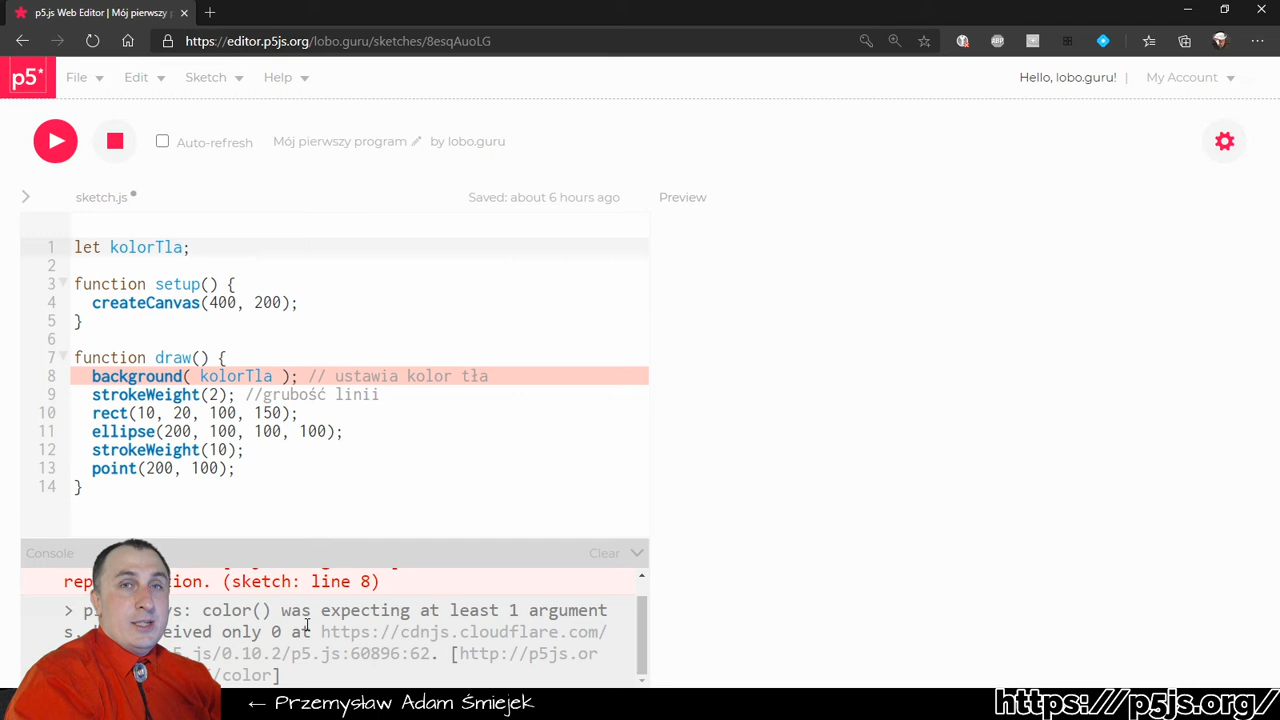 p5.js Web Editor | Mój pierwszy p
https://editor.p5js.org/lobo.guru/sketches/8esqAuoLG
ABP
p5*
File
Edit
Sketch
Help
Hello, lobo.guru!
|
My Account
Auto-refresh
Mój pierwszy program
by lobo.guru
sketch.js
Saved: about 6 hours ago
Preview
1 let kolorTla;
2
3 function setup() {
4 createCanvas(400, 200);
5 }
6
7 function draw() {
8 background( kolorTla ); // ustawia kolor tła
9 strokeWeight(2); //grubość linii
10 rect(10, 20, 100, 150);
11 ellipse(200, 100, 100, 100);
12 strokeWeight(10);
13 point(200, 100);
14 }
Console
Clear
(sketch: line 8)
> color() was expecting at least 1 argument
only 0 at https://cdnjs.cloudflare.com/
js/0.10.2/p5.js:60896:62. [http://p5js.or
/color]
← Przemysław Adam Śmiejek
https://p5js.org/